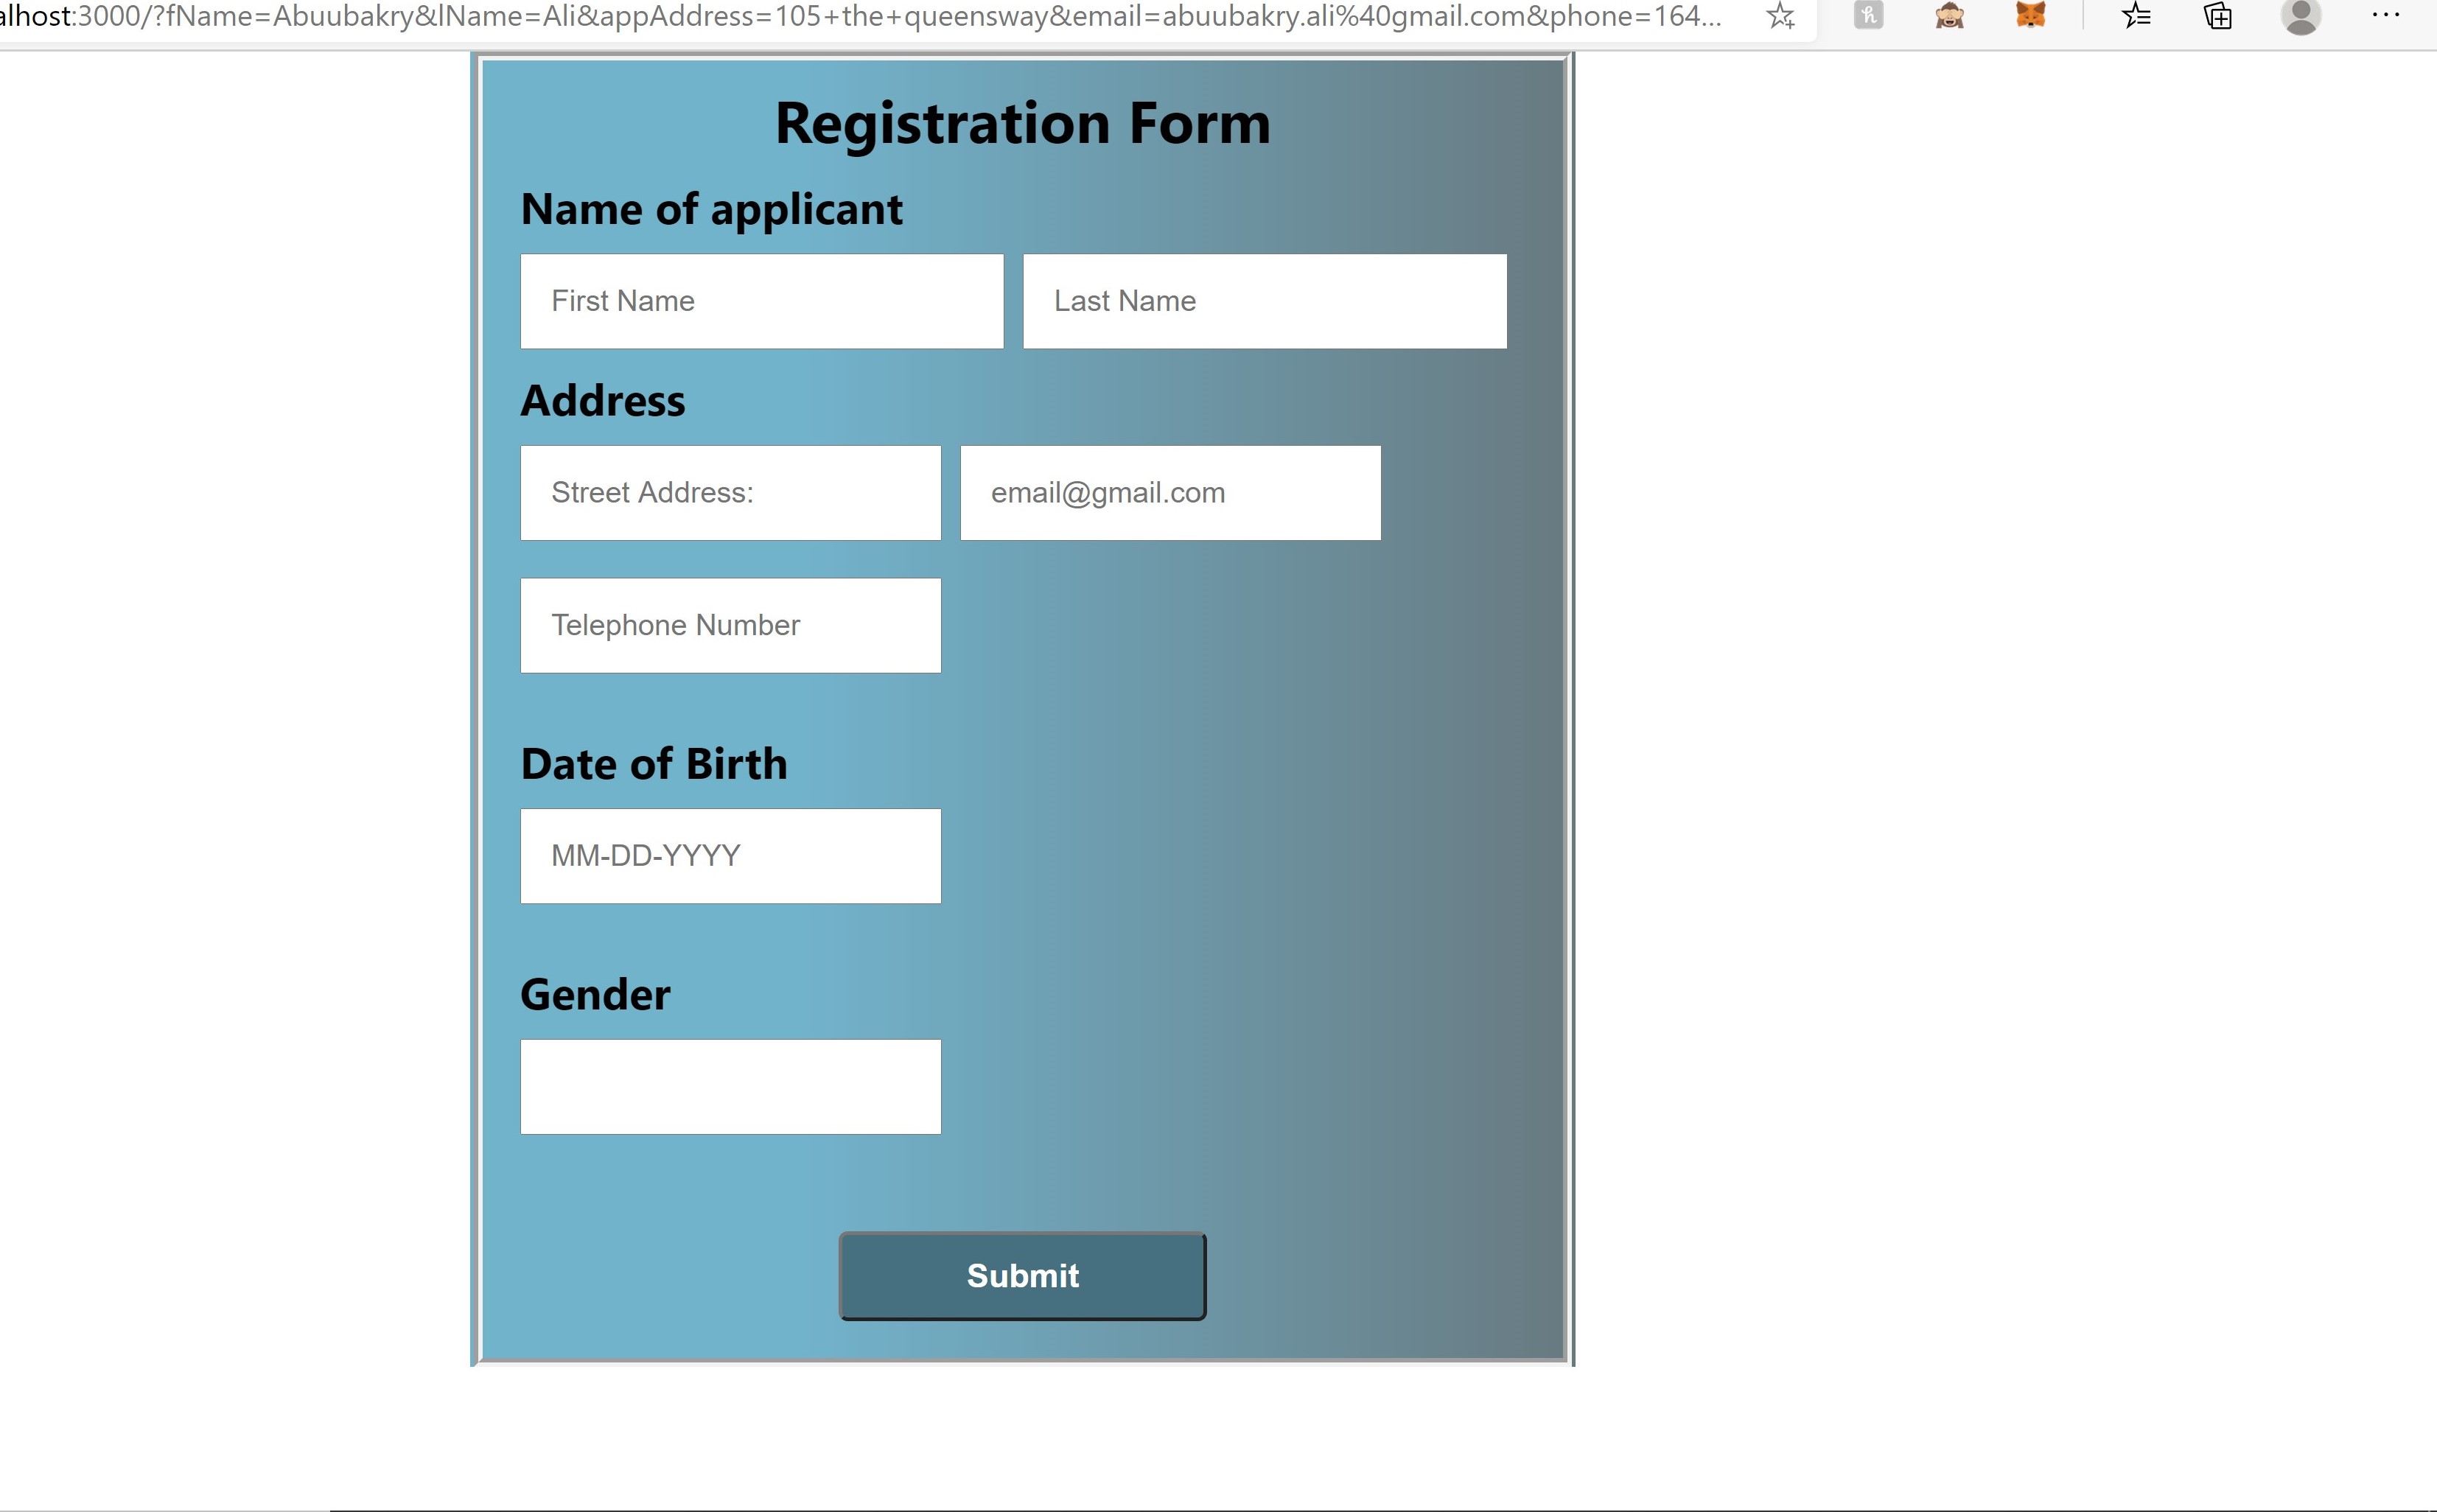 alhost:3000/?fName=Abuubakry&lName=Ali&appAddress=105+the+queensway&email=abuubakry.ali%40gmail.com&phone=164...
Registration Form
Name of applicant
First Name Last Name
Address
Street Address: email@gmail.com
Telephone Number
Date of Birth
MM-DD-YYYY
Gender
Submit